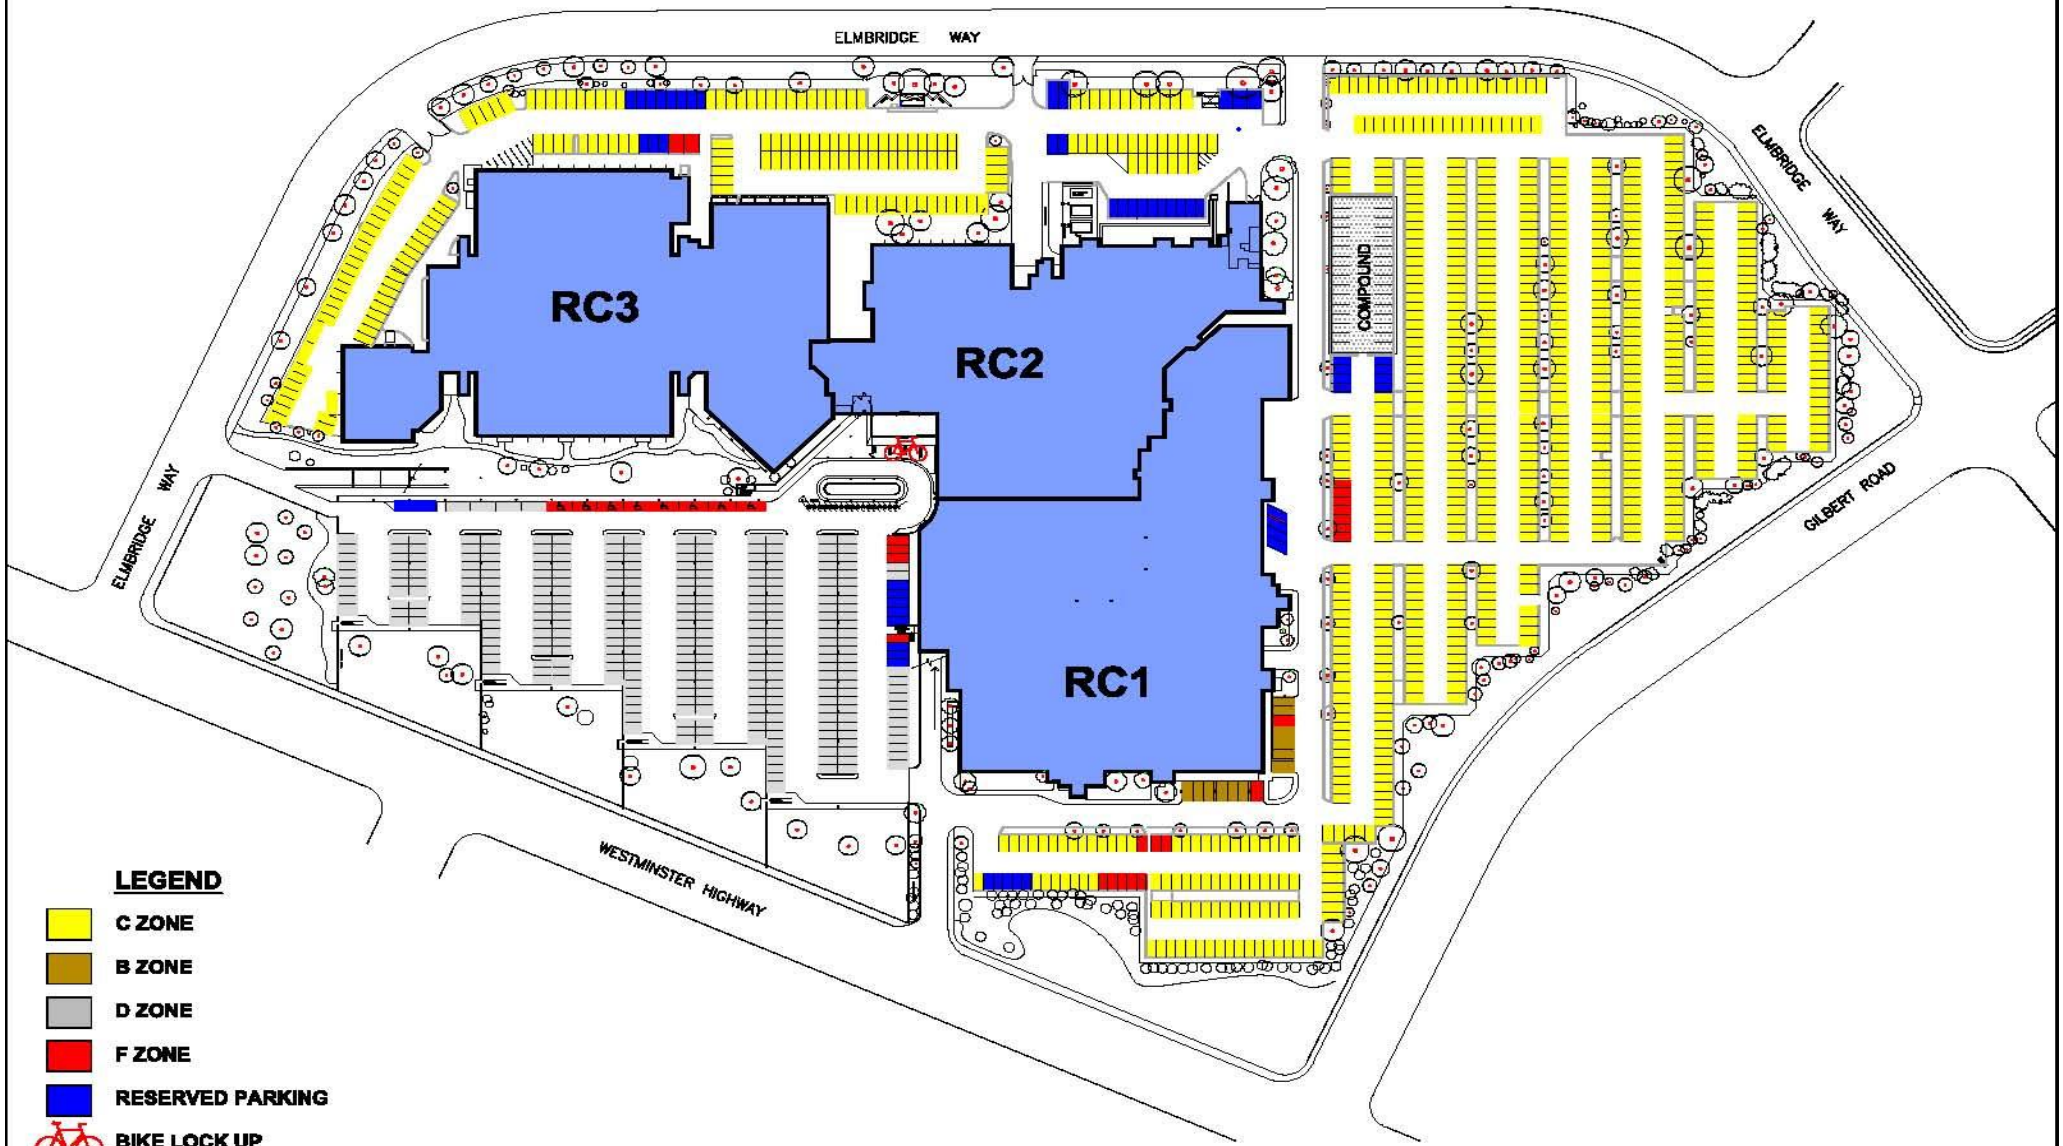 ELMBRIDGE WAY
ELMBRIDGE WAY
COMPOUND
RC3
RC2
GILBERT ROAD
ELMBRIDGE WAY
RC1
WESTMINSTER HIGHWAY
LEGEND
C ZONE
B ZONE
D ZONE
F ZONE
RESERVED PARKING
BIKE LOCK UP